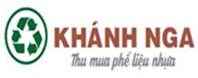 KHÁNH NGA
Thu mua phế liệu nhựa